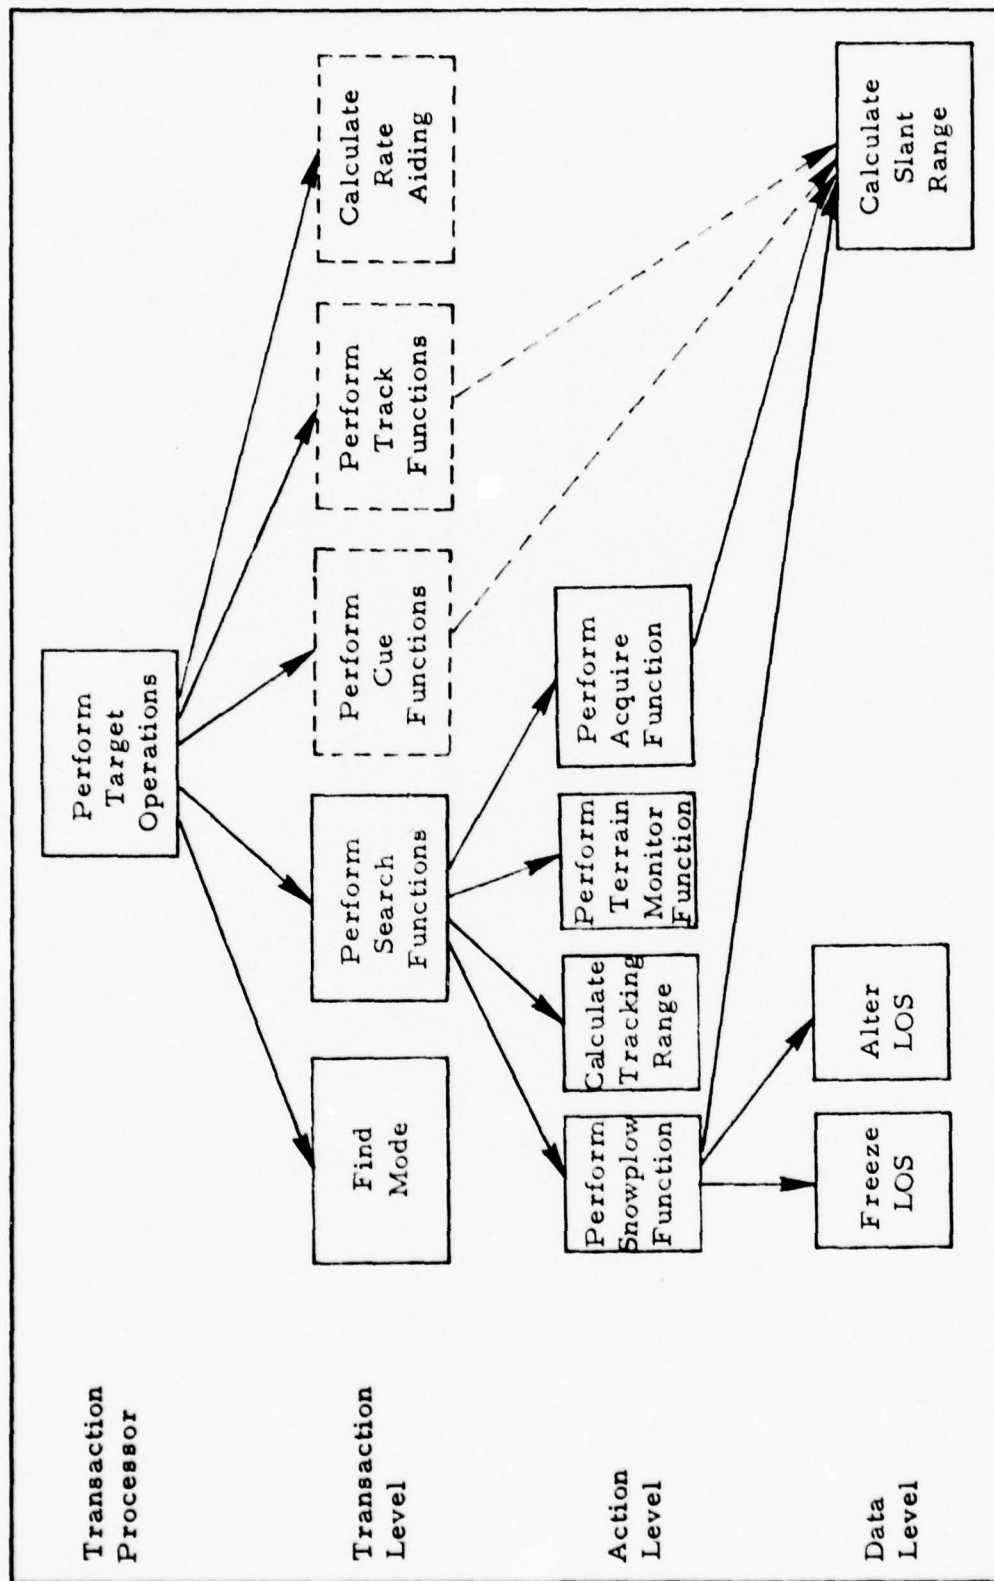 Transaction
Processor
Perform
Target
Operations
Transaction
Level
Find
Mode
Perform
Search
Functions
Perform
Cue
Functions
Perform
Track
Functions
Calculate
Rate
Aiding
Action
Level
Perform
Snowplow
Function
Calculate
Tracking
Range
Perform
Terrain
Monitor
Function
Perform
Acquire
Function
Data
Level
Freeze
LOS
Alter
LOS
Calculate
Slant
Range